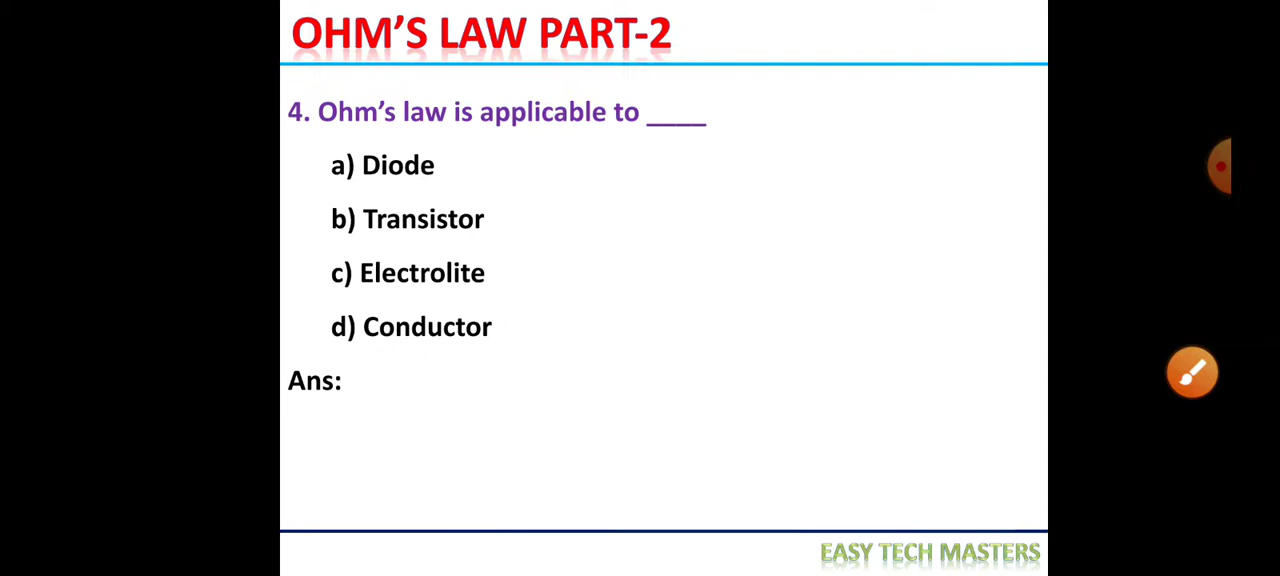 OHM’S LAW PART-2
4. Ohm’s law is applicable to ____
a) Diode
b) Transistor
c) Electrolite
d) Conductor
Ans:
EASY TECH MASTERS